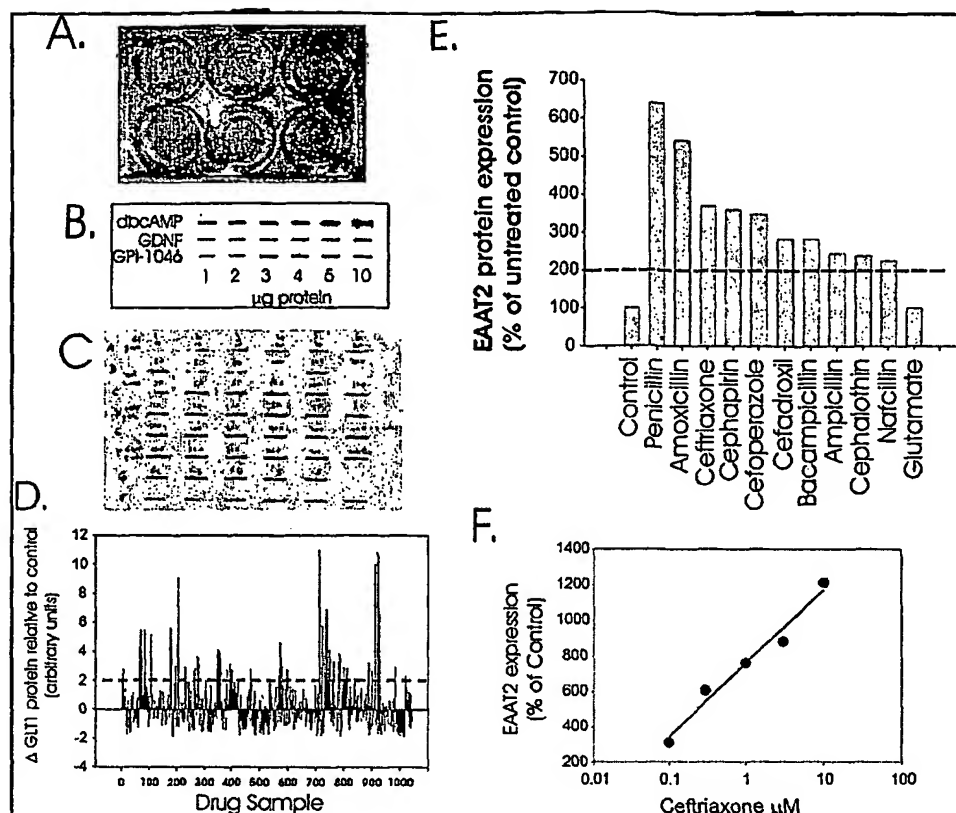 A.
B.
dbcAMP
GDNF
GPI-1046
1 2 3 4 5 10
µg protein
C
D.
Δ GLT1 protein relative to control
(arbitrary units)
12
10
8
6
4
2
0
-2
-4
0 100 200 300 400 500 600 700 800 900 1000
Drug Sample
E.
EAAT2 protein expression
(% of untreated control)
700
600
500
400
300
200
100
0
Control
Penicillin
Amoxicillin
Ceftriaxone
Cephapirin
Cefoperazole
Cefadroxil
Bacampicillin
Ampicillin
Cephalothin
Nafcillin
Glutamate
F.
EAAT2 expression
(% of Control)
1400
1200
1000
800
600
400
200
0.01 0.1 1 10 100
Ceftriaxone µM